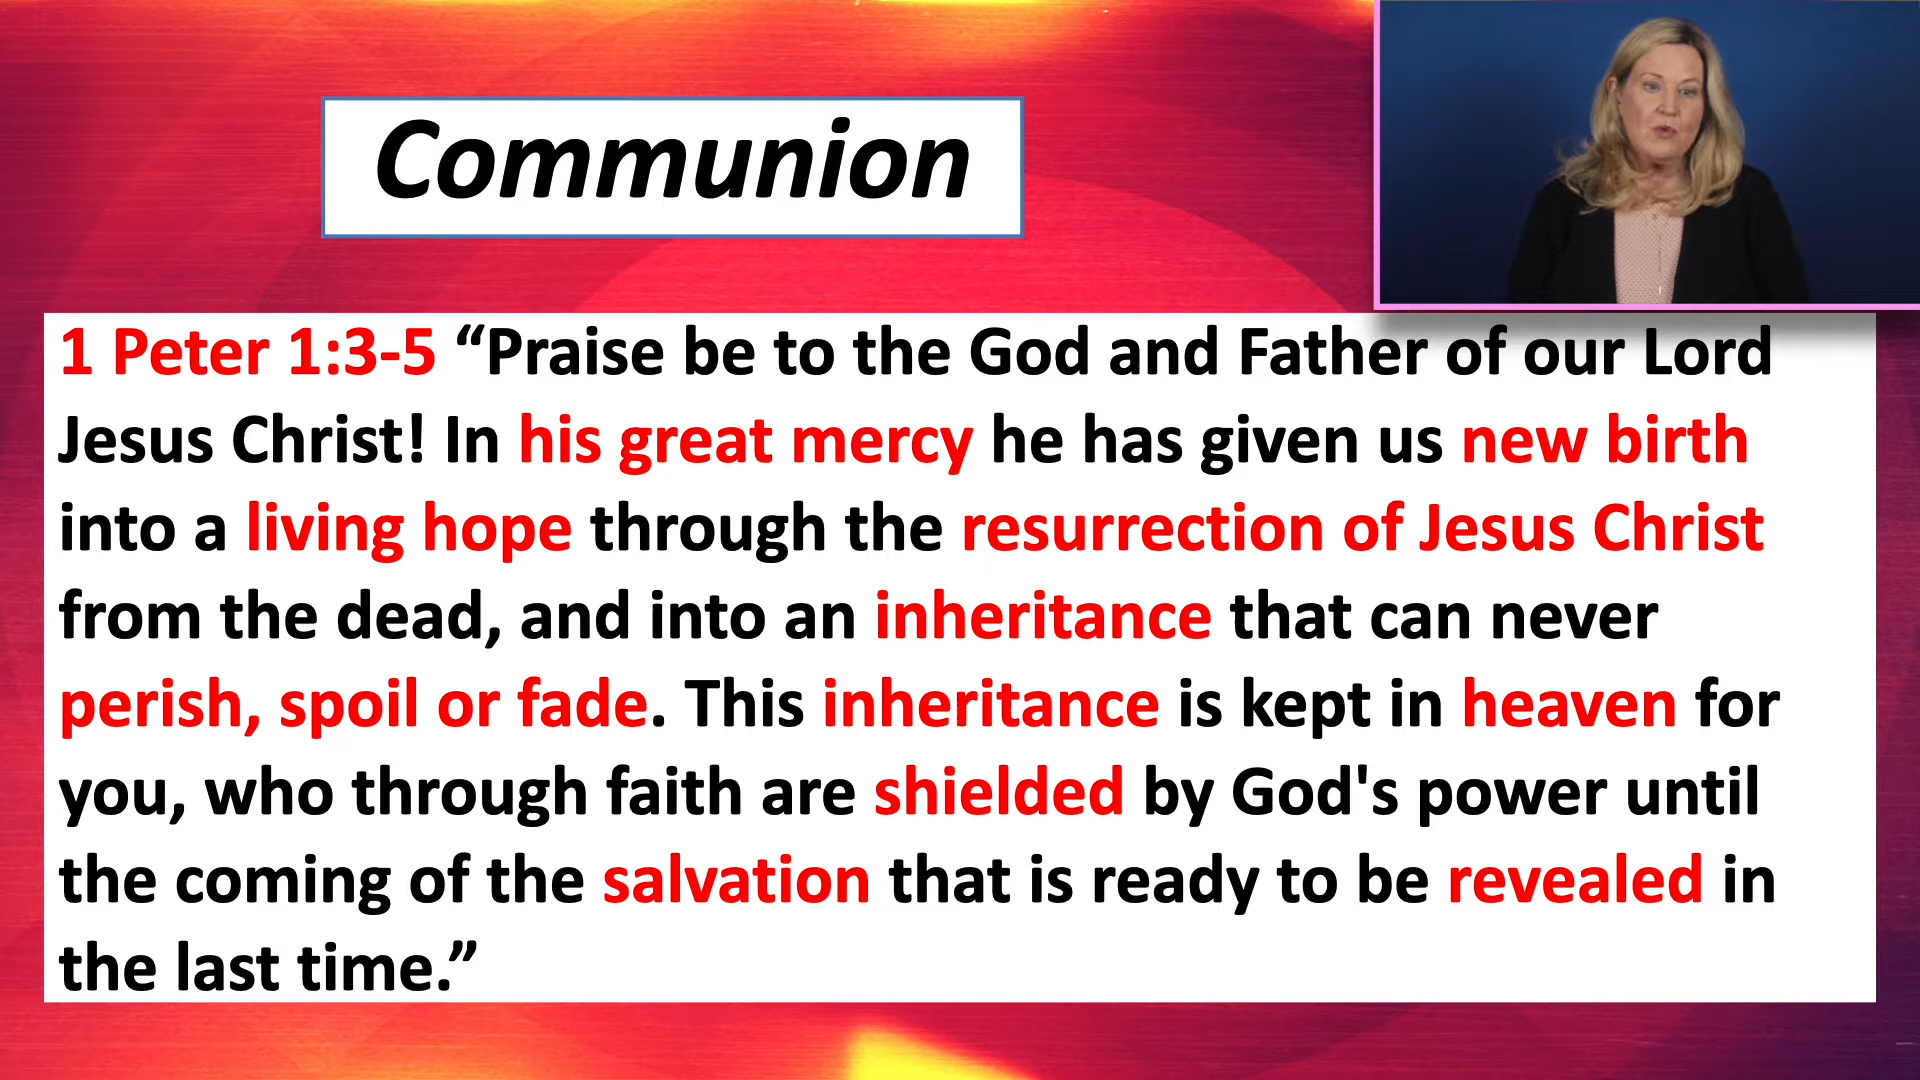 Communion
1 Peter 1:3-5 “Praise be to the God and Father of our Lord
Jesus Christ! In his great mercy he has given us new birth
into a living hope through the resurrection of Jesus Christ
from the dead, and into an inheritance that can never
perish, spoil or fade. This inheritance is kept in heaven for
you, who through faith are shielded by God's power until
the coming of the salvation that is ready to be revealed in
the last time.”